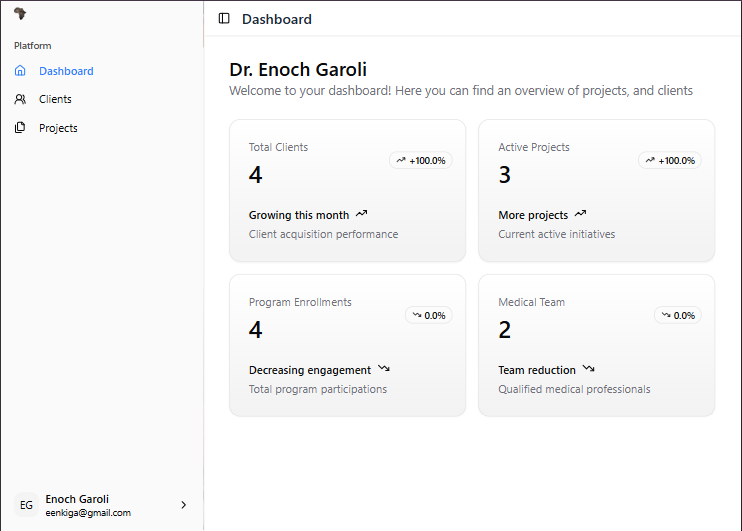 Platform
Dashboard
Clients
Projects
EG
Enoch Garoli
eenkiga@gmail.com
Dashboard
Dr. Enoch Garoli
Welcome to your dashboard! Here you can find an overview of projects, and clients
Total Clients
+100.0%
4
Growing this month
Client acquisition performance
Active Projects
+100.0%
3
More projects
Current active initiatives
Program Enrollments
0.0%
4
Decreasing engagement
Total program participations
Medical Team
0.0%
2
Team reduction
Qualified medical professionals